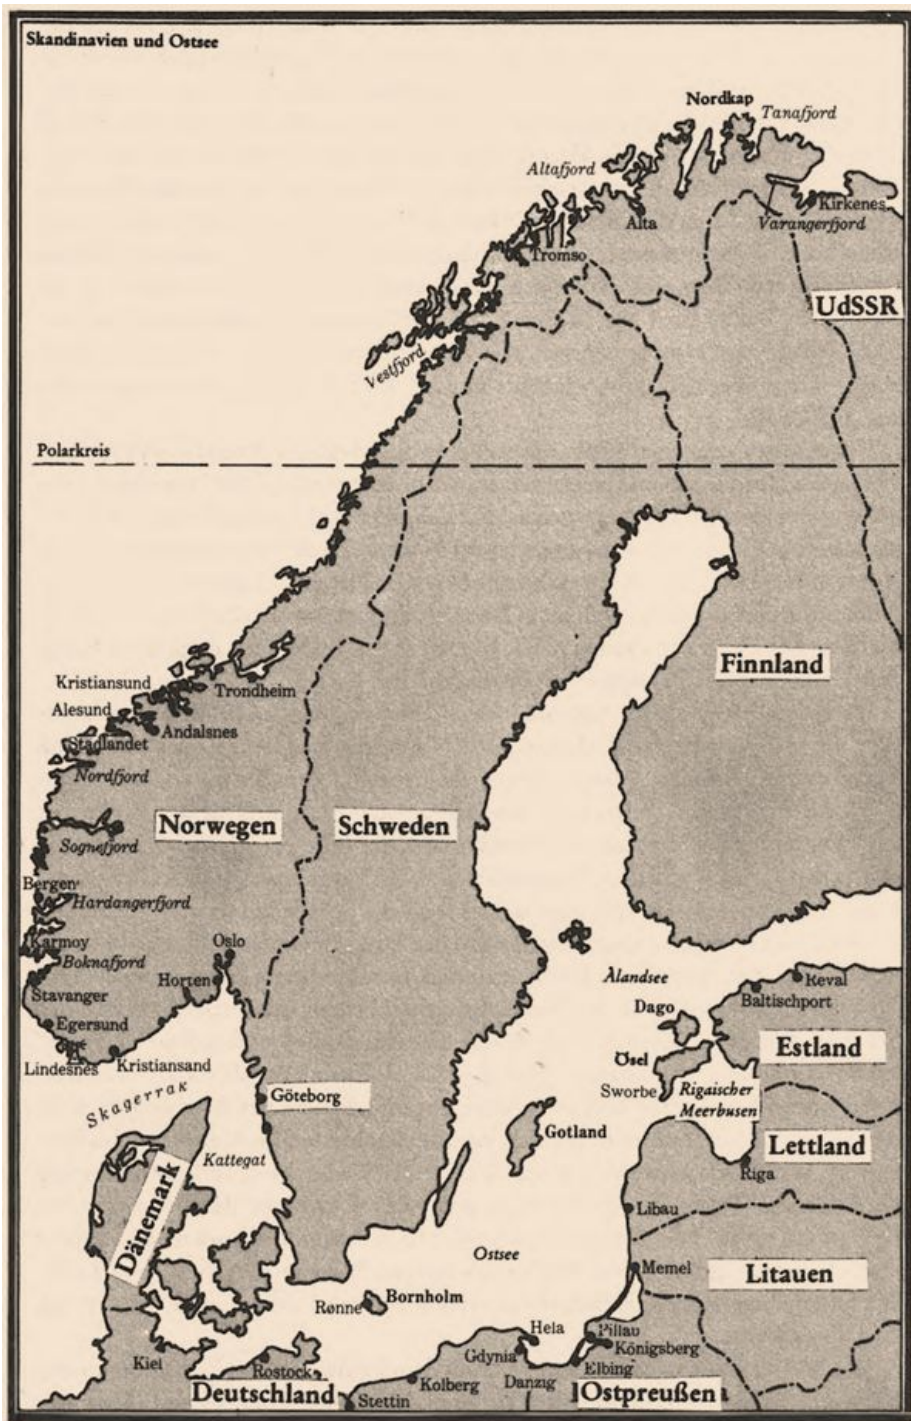 Skandinavien und Ostsee
Nordkap
Tanafjord
Altafjord
Kirkenes
Alta
Varangerfjord
Tromso
UdSSR
Vestfjord
Polarkreis
Finnland
Kristiansund
Trondheim
Alesund
Andalsnes
Stadlandet
Nordfjord
Norwegen
Schweden
Sognefjord
Bergen
Hardangerfjord
Karmoy
Oslo
Boknafjord
Horten
Stavanger
Ålandsee
Keval
Baltischport
Dago
Egersund
Estland
Lindesnes
Kristiansand
Ösel
Sworbe
Rigaischer
Meerbusen
Skagerrak
Göteborg
Gotland
Lettland
Kattegat
Riga
Dänemark
Libau
Ostsee
Memel
Litauen
Rønne
Bornholm
Hela
Pillau
Königsberg
Kiel
Gdynia
Rostock
Elbing
Danzig
Kolberg
Deutschland
Ostpreußen
Stettin